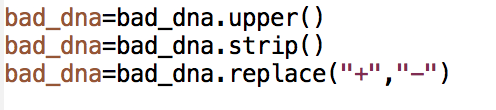 bad_dna=bad_dna.upper()
bad_dna=bad_dna.strip()
bad_dna=bad_dna.replace("+","-")